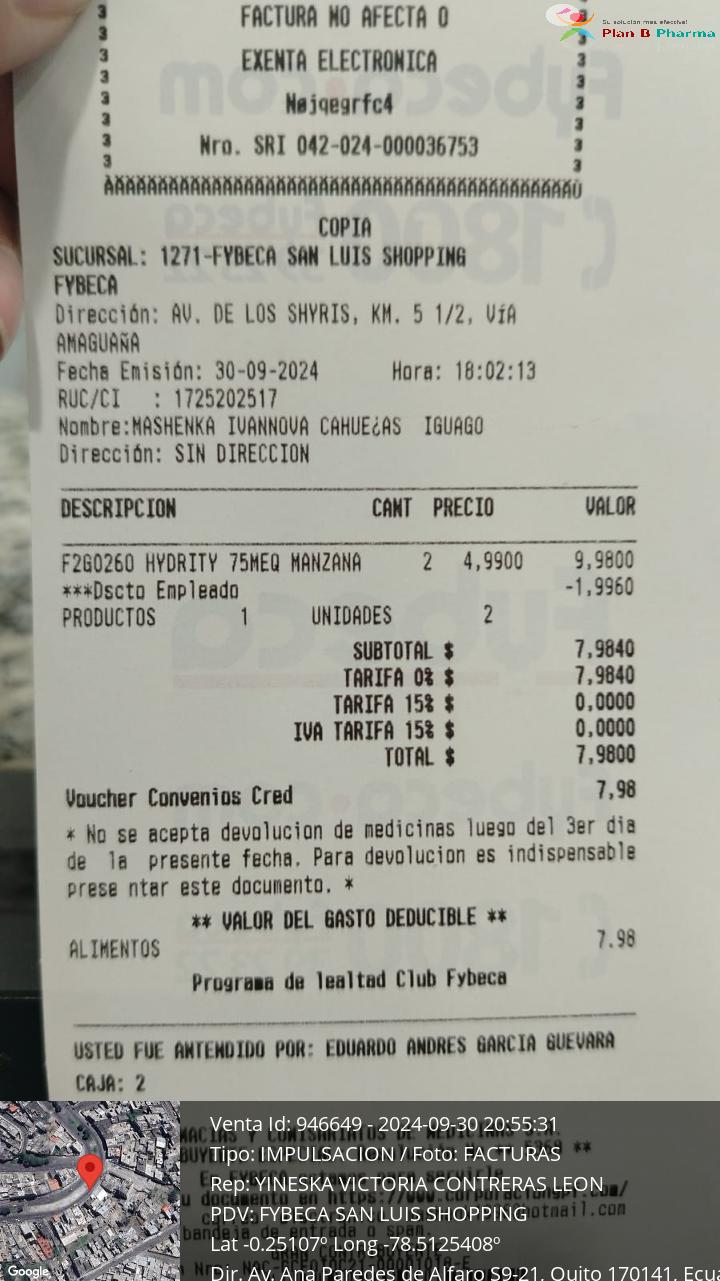 Su solución más efectiva!
Plan B Pharma
FACTURA NO AFECTA O
EXENTA ELECTRONICA
Nøjqegrfc4
Nro. SRI 042-024-000036753
COPIA
SUCURSAL: 1271-FYBECA SAN LUIS SHOPPING
FYBECA
Dirección: AV. DE LOS SHYRIS, KM. 5 1/2, VíA
AMAGUAÑA
Fecha Emisión: 30-09-2024 Hora: 18:02:13
RUC/CI : 1725202517
Nombre:MASHENKA IVANNOVA CAHUE¿AS IGUAGO
Dirección: SIN DIRECCION
DESCRIPCION CANT PRECIO VALOR
F2G0260 HYDRITY 75MEQ MANZANA 2 4,9900 9,9800
***Dscto Empleado -1,9960
PRODUCTOS 1 UNIDADES 2
SUBTOTAL $ 7,9840
TARIFA 0% $ 7,9840
TARIFA 15% $ 0,0000
IVA TARIFA 15% $ 0,0000
TOTAL $ 7,9800
Voucher Convenios Cred 7,98
* No se acepta devolucion de medicinas luego del 3er dia
de la presente fecha. Para devolucion es indispensable
prese ntar este documento. *
** VALOR DEL GASTO DEDUCIBLE **
ALIMENTOS 7.98
Programa de lealtad Club Fybeca
USTED FUE ANTENDIDO POR: EDUARDO ANDRES GARCIA GUEVARA
CAJA: 2
Venta Id: 946649 - 2024-09-30 20:55:31
Tipo: IMPULSACION / Foto: FACTURAS
Rep: YINESKA VICTORIA CONTRERAS LEON
PDV: FYBECA SAN LUIS SHOPPING
Lat -0.25107º Long -78.5125408º
Dir. Av. Ana Paredes de Alfaro S9-21, Quito 170141, Ecua
Google